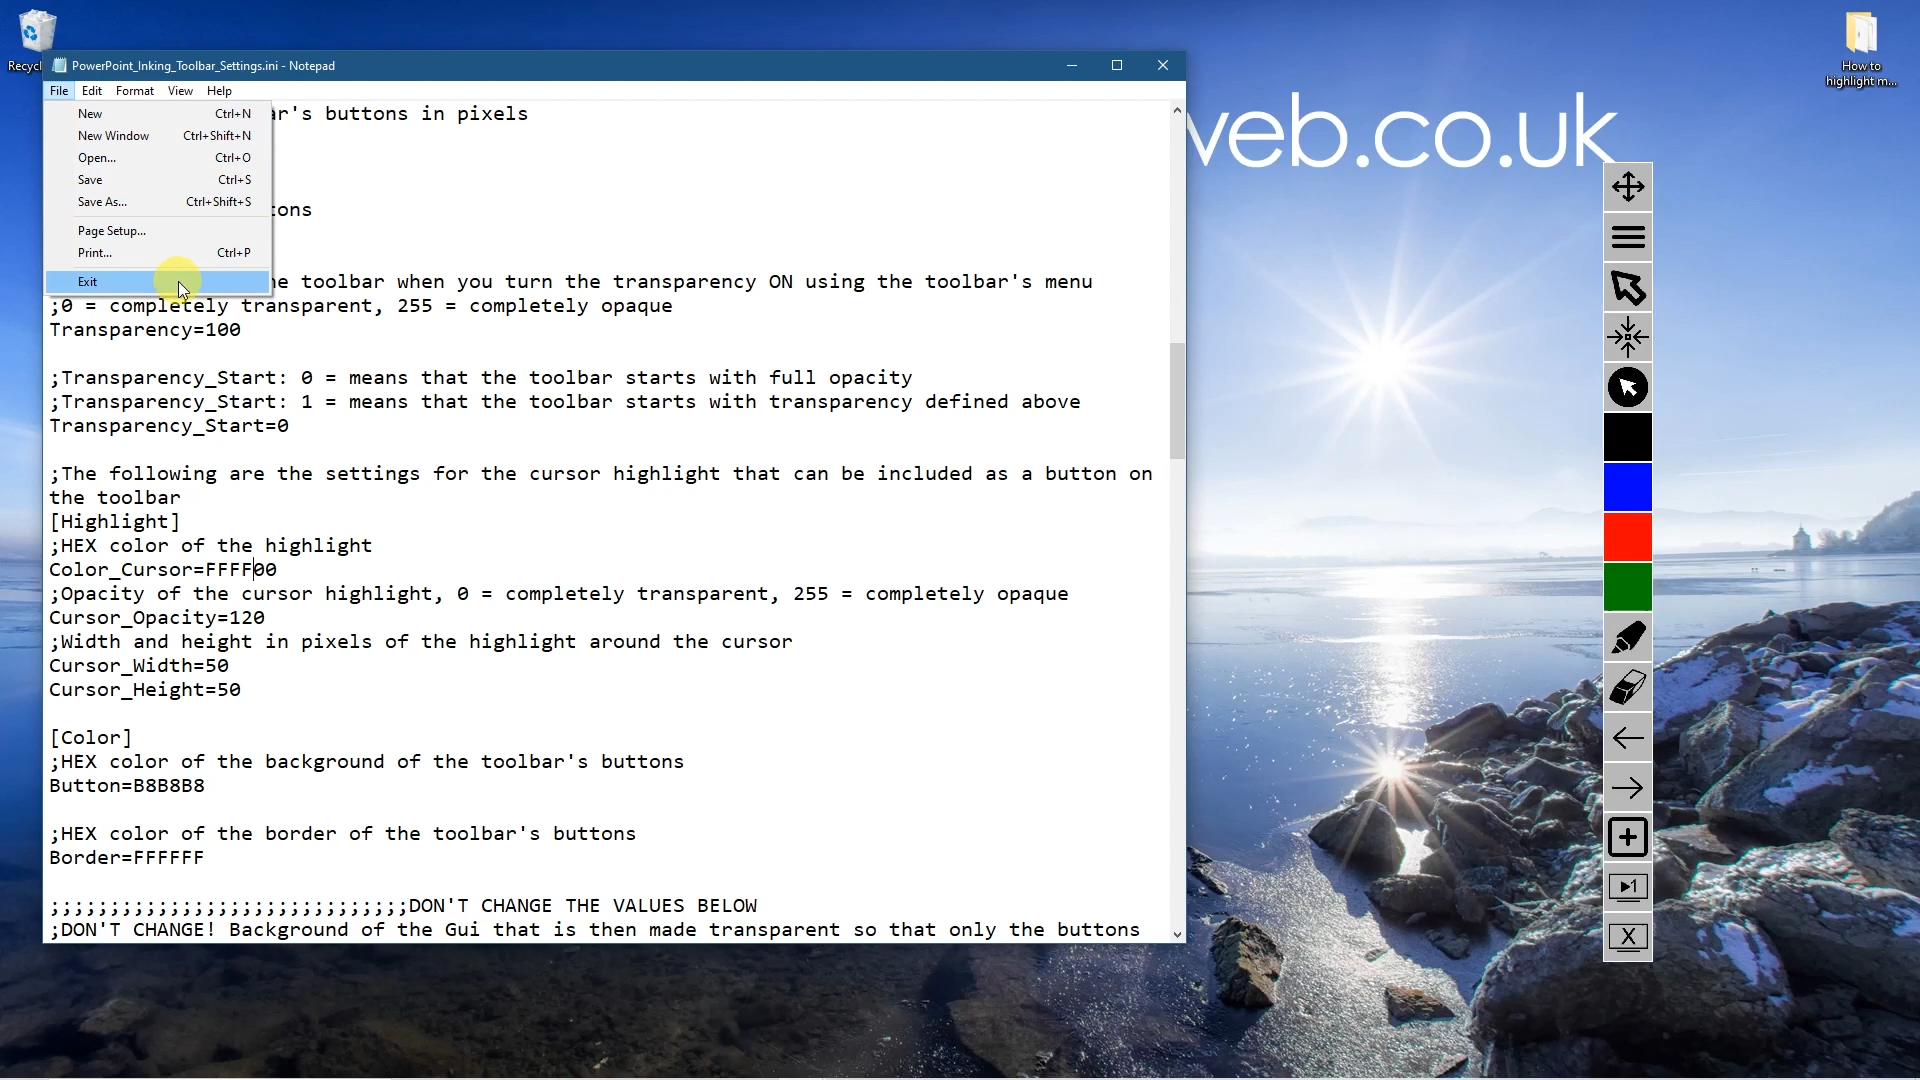 Recycl
PowerPoint_Inking_Toolbar_Settings.ini - Notepad
File Edit Format View Help
New Ctrl+N
New Window Ctrl+Shift+N
Open... Ctrl+O
Save Ctrl+S
Save As... Ctrl+Shift+S
Page Setup...
Print... Ctrl+P
Exit
r's buttons in pixels
ons
he toolbar when you turn the transparency ON using the toolbar's menu
;0 = completely transparent, 255 = completely opaque
Transparency=100
;Transparency_Start: 0 = means that the toolbar starts with full opacity
;Transparency_Start: 1 = means that the toolbar starts with transparency defined above
Transparency_Start=0
;The following are the settings for the cursor highlight that can be included as a button on
the toolbar
[Highlight]
;HEX color of the highlight
Color_Cursor=FFFF00
;Opacity of the cursor highlight, 0 = completely transparent, 255 = completely opaque
Cursor_Opacity=120
;Width and height in pixels of the highlight around the cursor
Cursor_Width=50
Cursor_Height=50
[Color]
;HEX color of the background of the toolbar's buttons
Button=B8B8B8
;HEX color of the border of the toolbar's buttons
Border=FFFFFF
;;;;;;;;;;;;;;;;;;;;;;;;;;;;;;DON'T CHANGE THE VALUES BELOW
;DON'T CHANGE! Background of the Gui that is then made transparent so that only the buttons
veb.co.uk
How to
highlight m...
1
X